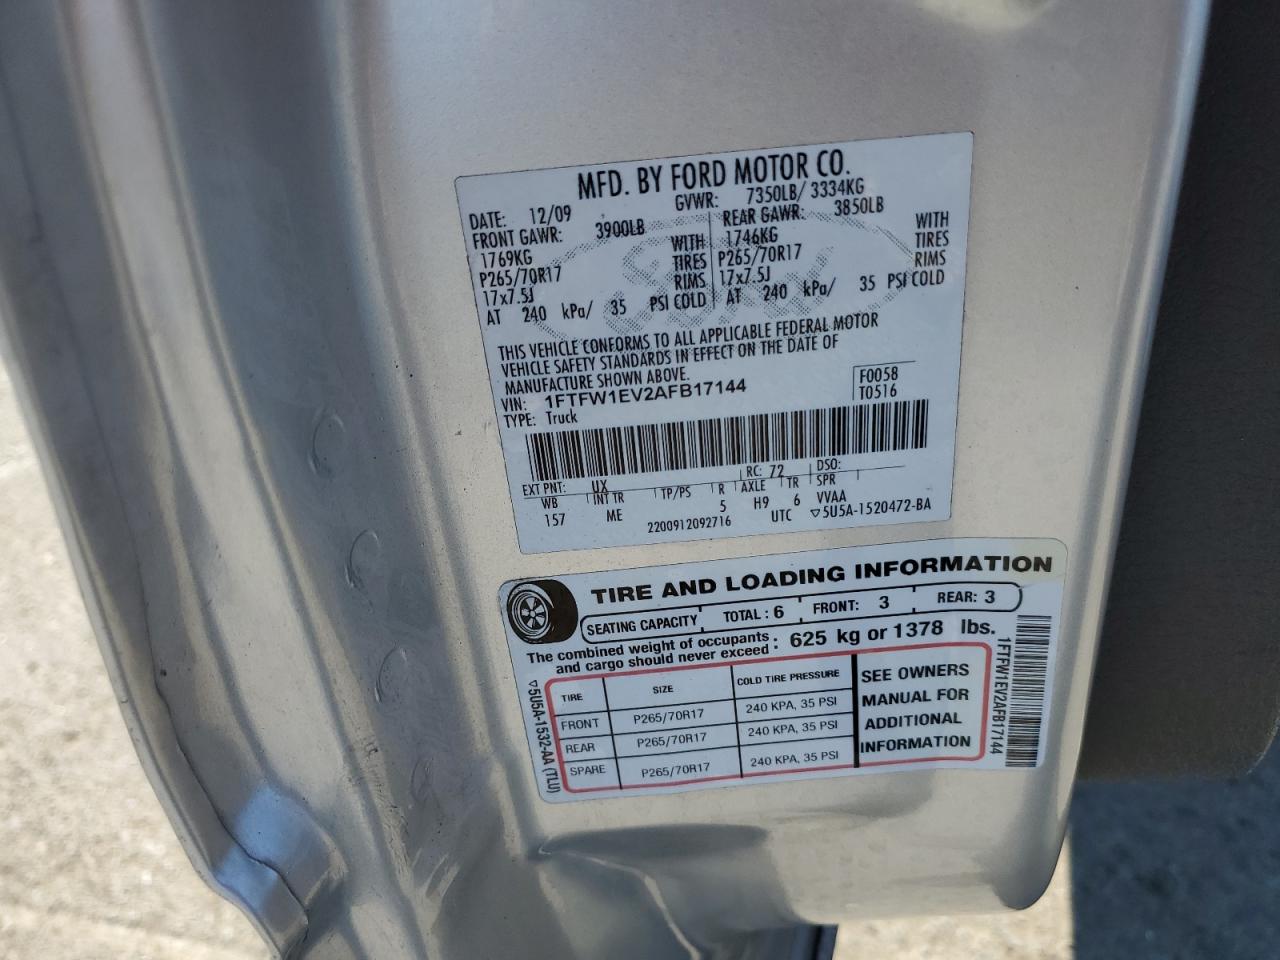 MFD. BY FORD MOTOR CO.
DATE: 12/09 GVWR: 7350LB/ 3334KG
FRONT GAWR: 3900LB REAR GAWR: 3850LB
1769KG WITH 1746KG WITH
P265/70R17 TIRES P265/70R17 TIRES
17x7.5J RIMS 17x7.5J RIMS
AT 240 kPa/ 35 PSI COLD AT 240 kPa/ 35 PSI COLD
THIS VEHICLE CONFORMS TO ALL APPLICABLE FEDERAL MOTOR
VEHICLE SAFETY STANDARDS IN EFFECT ON THE DATE OF
MANUFACTURE SHOWN ABOVE.
VIN: 1FTFW1EV2AFB17144 F0058
TYPE: Truck T0516
EXT PNT: UX RC: 72 DSO:
WB INT TR TP/PS R AXLE TR SPR
157 ME 5 H9 6 VVAA
2200912092716 UTC ▽5U5A-1520472-BA
TIRE AND LOADING INFORMATION
SEATING CAPACITY TOTAL: 6 FRONT: 3 REAR: 3
The combined weight of occupants
and cargo should never exceed : 625 kg or 1378 lbs.
TIRE SIZE COLD TIRE PRESSURE
FRONT P265/70R17 240 KPA, 35 PSI
REAR P265/70R17 240 KPA, 35 PSI
SPARE P265/70R17 240 KPA, 35 PSI
SEE OWNERS
MANUAL FOR
ADDITIONAL
INFORMATION
▽5U5A-1532-AA (TLU)
1FTFW1EV2AFB17144